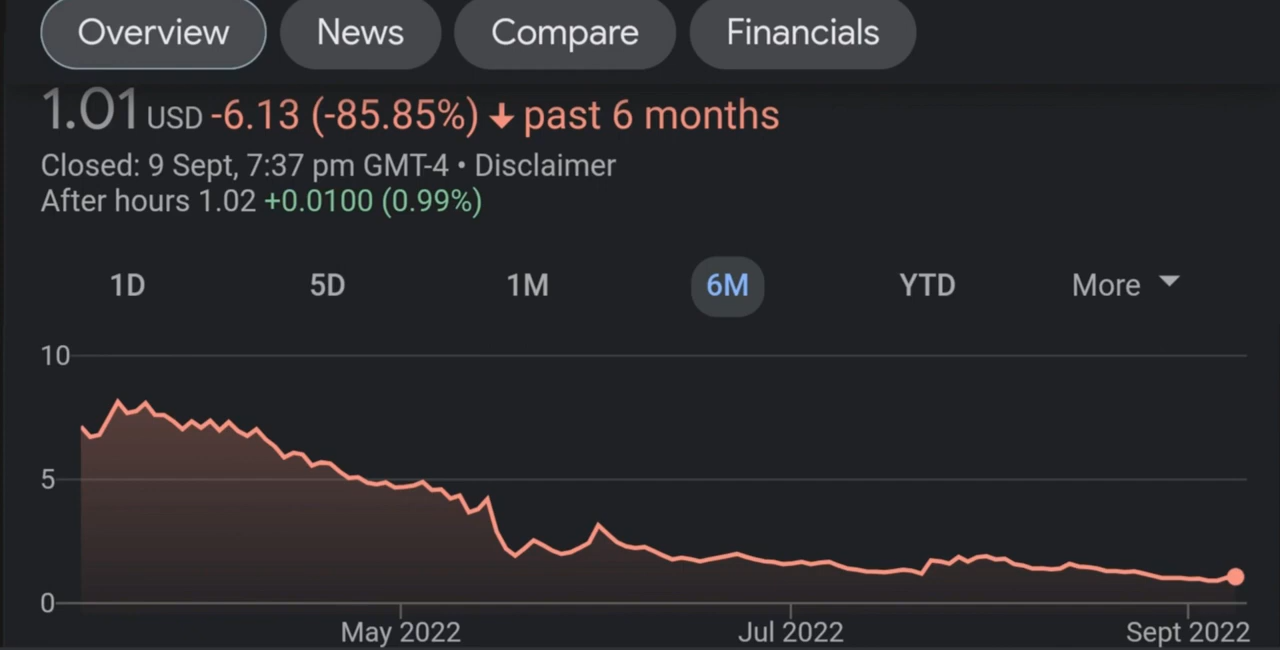 Overview News Compare Financials
1.01 USD -6.13 (-85.85%) ↓ past 6 months
Closed: 9 Sept, 7:37 pm GMT-4 • Disclaimer
After hours 1.02 +0.0100 (0.99%)
1D 5D 1M 6M YTD More
10
5
0
May 2022 Jul 2022 Sept 2022